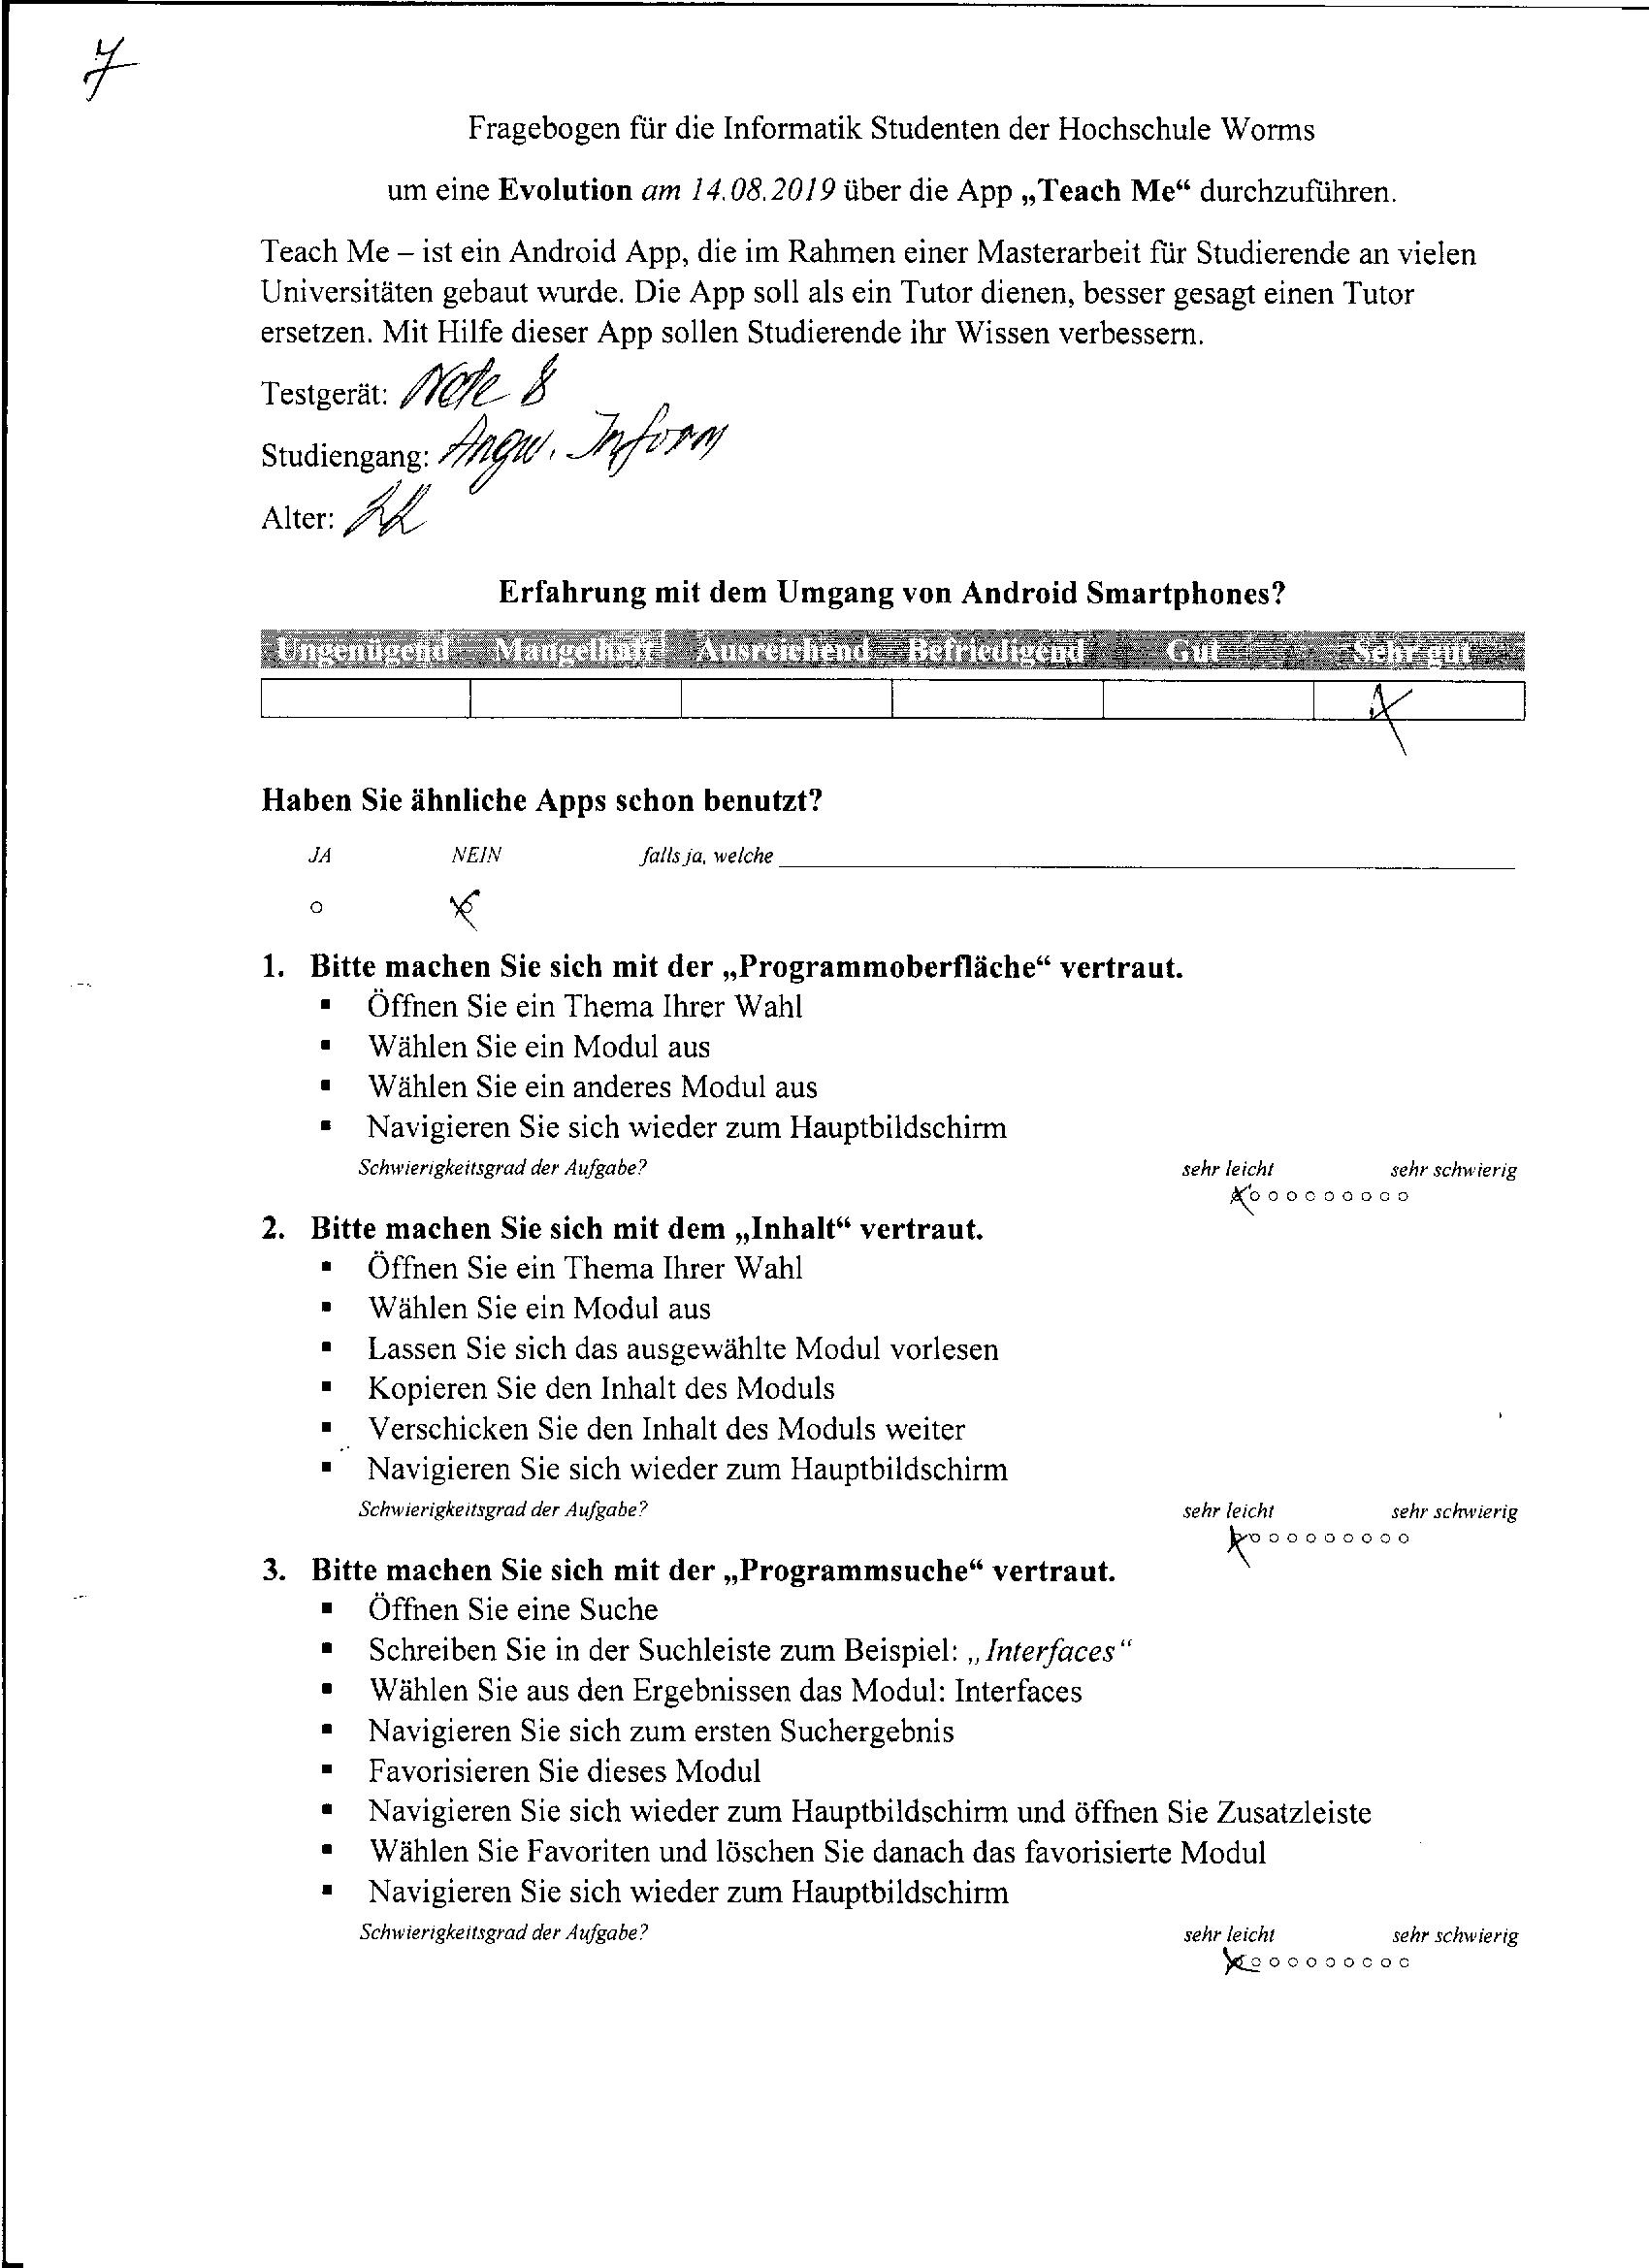 7
Fragebogen für die Informatik Studenten der Hochschule Worms
um eine Evolution am 14.08.2019 über die App „Teach Me“ durchzuführen.
Teach Me – ist ein Android App, die im Rahmen einer Masterarbeit für Studierende an vielen
Universitäten gebaut wurde. Die App soll als ein Tutor dienen, besser gesagt einen Tutor
ersetzen. Mit Hilfe dieser App sollen Studierende ihr Wissen verbessern.
Testgerät: Note 8
Studiengang: Angw. Inform
Alter:
Erfahrung mit dem Umgang von Android Smartphones?
Ungenügend Mangelhaft Ausreichend Befriedigend Gut Sehr gut
Haben Sie ähnliche Apps schon benutzt?
JA NEIN falls ja, welche
1. Bitte machen Sie sich mit der „Programmoberfläche“ vertraut.
▪ Öffnen Sie ein Thema Ihrer Wahl
▪ Wählen Sie ein Modul aus
▪ Wählen Sie ein anderes Modul aus
▪ Navigieren Sie sich wieder zum Hauptbildschirm
Schwierigkeitsgrad der Aufgabe? sehr leicht sehr schwierig
2. Bitte machen Sie sich mit dem „Inhalt“ vertraut.
▪ Öffnen Sie ein Thema Ihrer Wahl
▪ Wählen Sie ein Modul aus
▪ Lassen Sie sich das ausgewählte Modul vorlesen
▪ Kopieren Sie den Inhalt des Moduls
▪ Verschicken Sie den Inhalt des Moduls weiter
▪ Navigieren Sie sich wieder zum Hauptbildschirm
Schwierigkeitsgrad der Aufgabe? sehr leicht sehr schwierig
3. Bitte machen Sie sich mit der „Programmsuche“ vertraut.
▪ Öffnen Sie eine Suche
▪ Schreiben Sie in der Suchleiste zum Beispiel: „Interfaces“
▪ Wählen Sie aus den Ergebnissen das Modul: Interfaces
▪ Navigieren Sie sich zum ersten Suchergebnis
▪ Favorisieren Sie dieses Modul
▪ Navigieren Sie sich wieder zum Hauptbildschirm und öffnen Sie Zusatzleiste
▪ Wählen Sie Favoriten und löschen Sie danach das favorisierte Modul
▪ Navigieren Sie sich wieder zum Hauptbildschirm
Schwierigkeitsgrad der Aufgabe? sehr leicht sehr schwierig